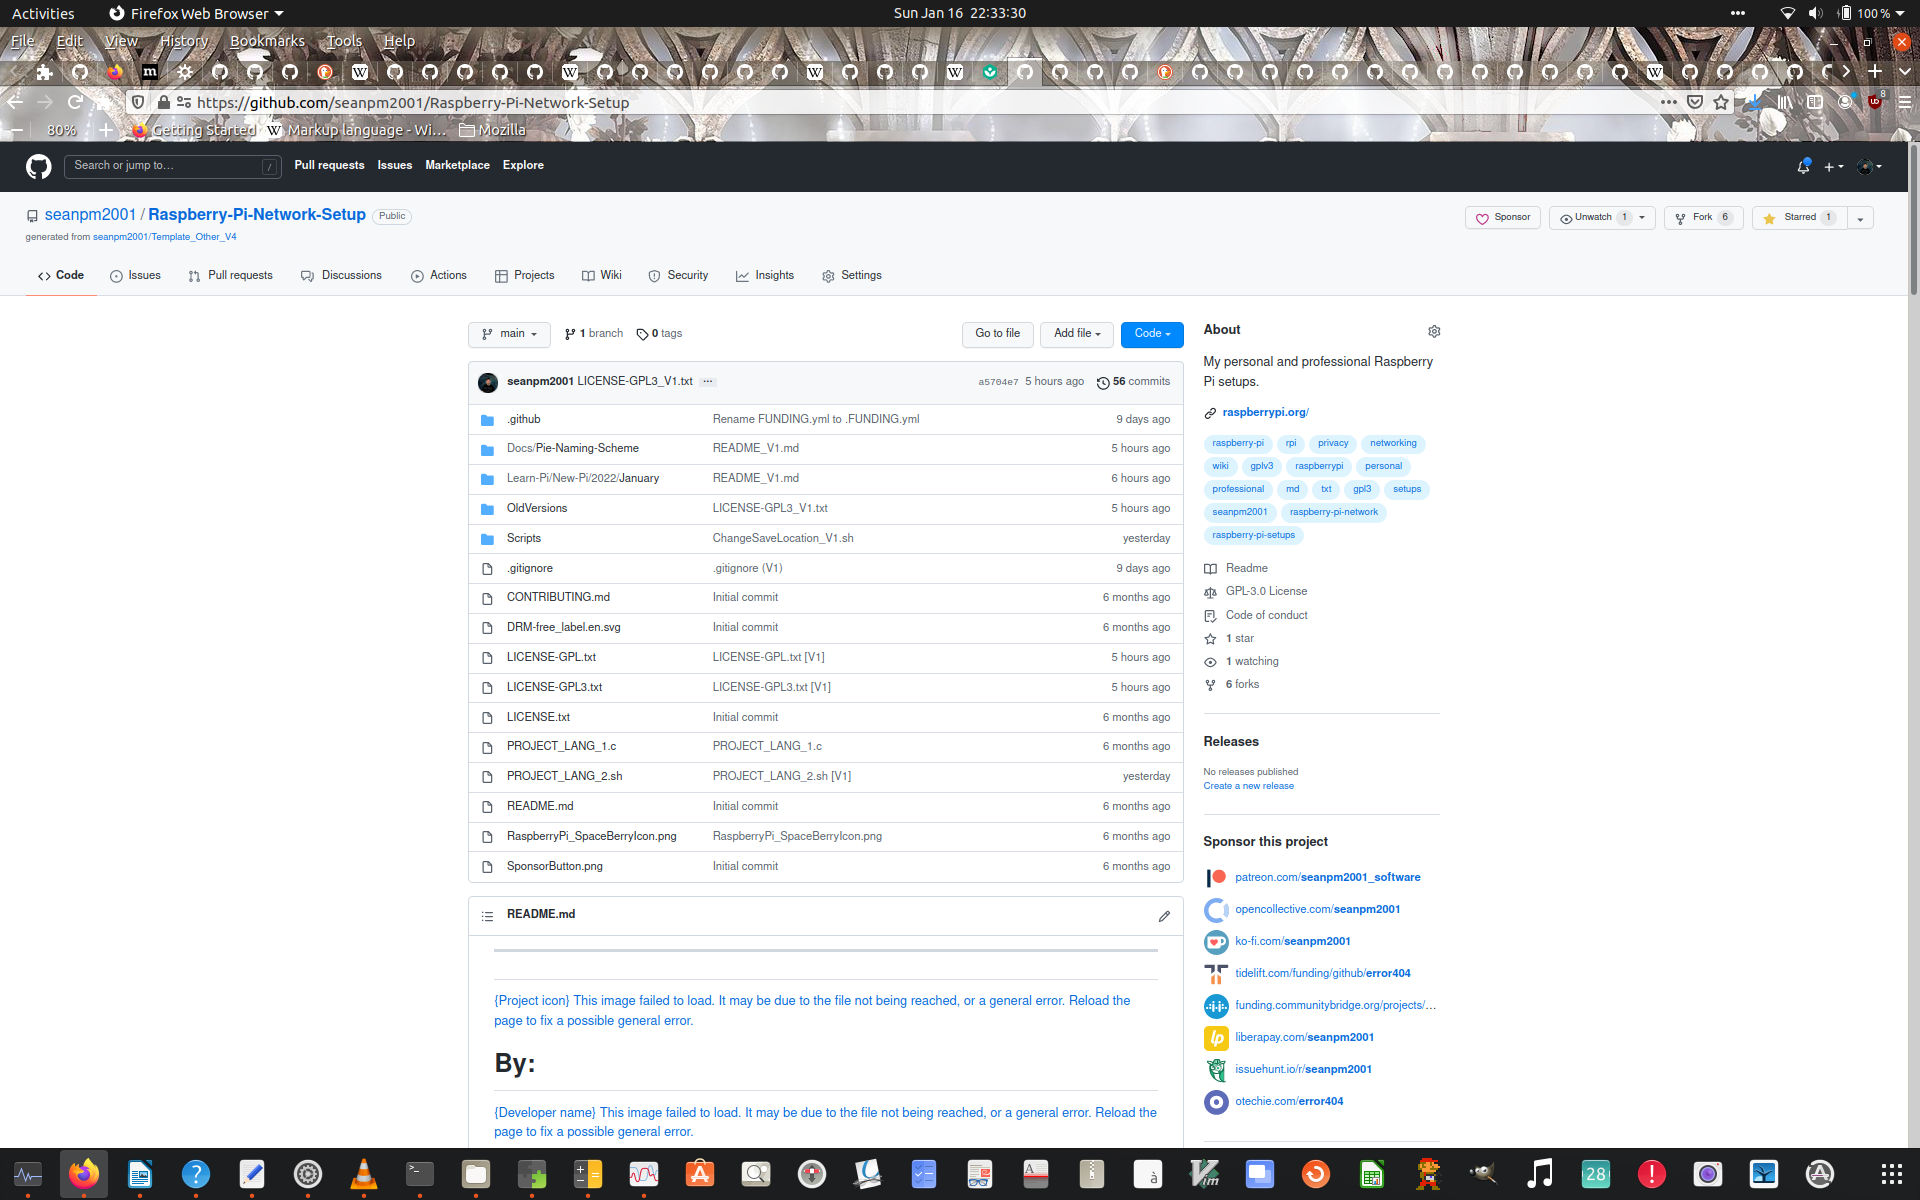 Activities Firefox Web Browser Sun Jan 16 22:33:30 100 %
File Edit View History Bookmarks Tools Help
https://github.com/seanpm2001/Raspberry-Pi-Network-Setup 8
80% Getting Started Markup language - Wi... Mozilla
Search or jump to... / Pull requests Issues Marketplace Explore
seanpm2001 / Raspberry-Pi-Network-Setup Public Sponsor Unwatch 1 Fork 6 Starred 1
generated from seanpm2001/Template_Other_V4
Code Issues Pull requests Discussions Actions Projects Wiki Security Insights Settings
main 1 branch 0 tags Go to file Add file Code
seanpm2001 LICENSE-GPL3_V1.txt ... a5704e7 5 hours ago 56 commits
.github Rename FUNDING.yml to .FUNDING.yml 9 days ago
Docs/Pie-Naming-Scheme README_V1.md 5 hours ago
Learn-Pi/New-Pi/2022/January README_V1.md 6 hours ago
OldVersions LICENSE-GPL3_V1.txt 5 hours ago
Scripts ChangeSaveLocation_V1.sh yesterday
.gitignore .gitignore (V1) 9 days ago
CONTRIBUTING.md Initial commit 6 months ago
DRM-free_label.en.svg Initial commit 6 months ago
LICENSE-GPL.txt LICENSE-GPL.txt [V1] 5 hours ago
LICENSE-GPL3.txt LICENSE-GPL3.txt [V1] 5 hours ago
LICENSE.txt Initial commit 6 months ago
PROJECT_LANG_1.c PROJECT_LANG_1.c 6 months ago
PROJECT_LANG_2.sh PROJECT_LANG_2.sh [V1] yesterday
README.md Initial commit 6 months ago
RaspberryPi_SpaceBerryIcon.png RaspberryPi_SpaceBerryIcon.png 6 months ago
SponsorButton.png Initial commit 6 months ago
README.md
{Project icon} This image failed to load. It may be due to the file not being reached, or a general error. Reload the
page to fix a possible general error.
By:
{Developer name} This image failed to load. It may be due to the file not being reached, or a general error. Reload the
page to fix a possible general error.
About
My personal and professional Raspberry
Pi setups.
raspberrypi.org/
raspberry-pi rpi privacy networking
wiki gplv3 raspberrypi personal
professional md txt gpl3 setups
seanpm2001 raspberry-pi-network
raspberry-pi-setups
Readme
GPL-3.0 License
Code of conduct
1 star
1 watching
6 forks
Releases
No releases published
Create a new release
Sponsor this project
patreon.com/seanpm2001_software
opencollective.com/seanpm2001
ko-fi.com/seanpm2001
tidelift.com/funding/github/error404
funding.communitybridge.org/projects/...
liberapay.com/seanpm2001
issuehunt.io/r/seanpm2001
otechie.com/error404
28